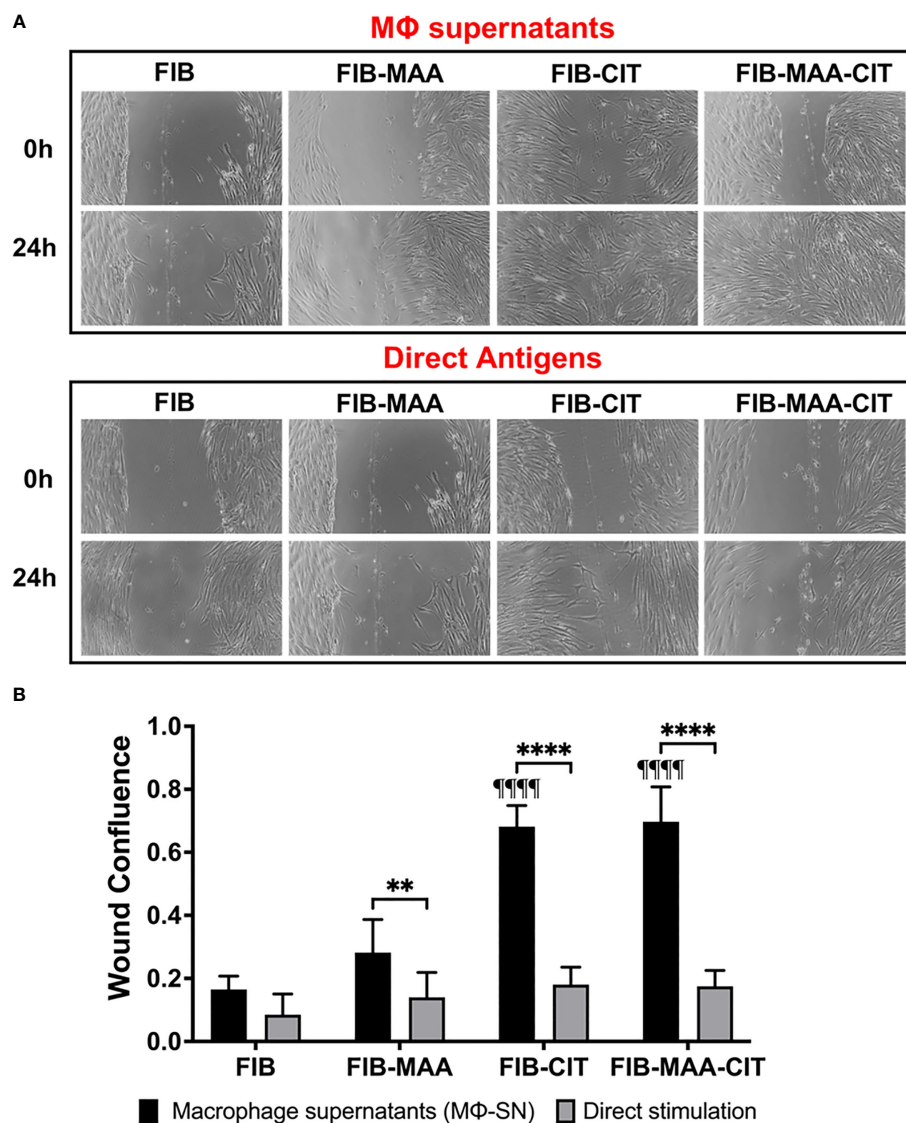 A
MΦ supernatants
FIB FIB-MAA FIB-CIT FIB-MAA-CIT
0h
24h
Direct Antigens
FIB FIB-MAA FIB-CIT FIB-MAA-CIT
0h
24h
B
Wound Confluence
1.0
0.8
0.6
0.4
0.2
0.0
**** ****
¶¶¶¶ ¶¶¶¶
**
FIB FIB-MAA FIB-CIT FIB-MAA-CIT
Macrophage supernatants (MΦ-SN) Direct stimulation